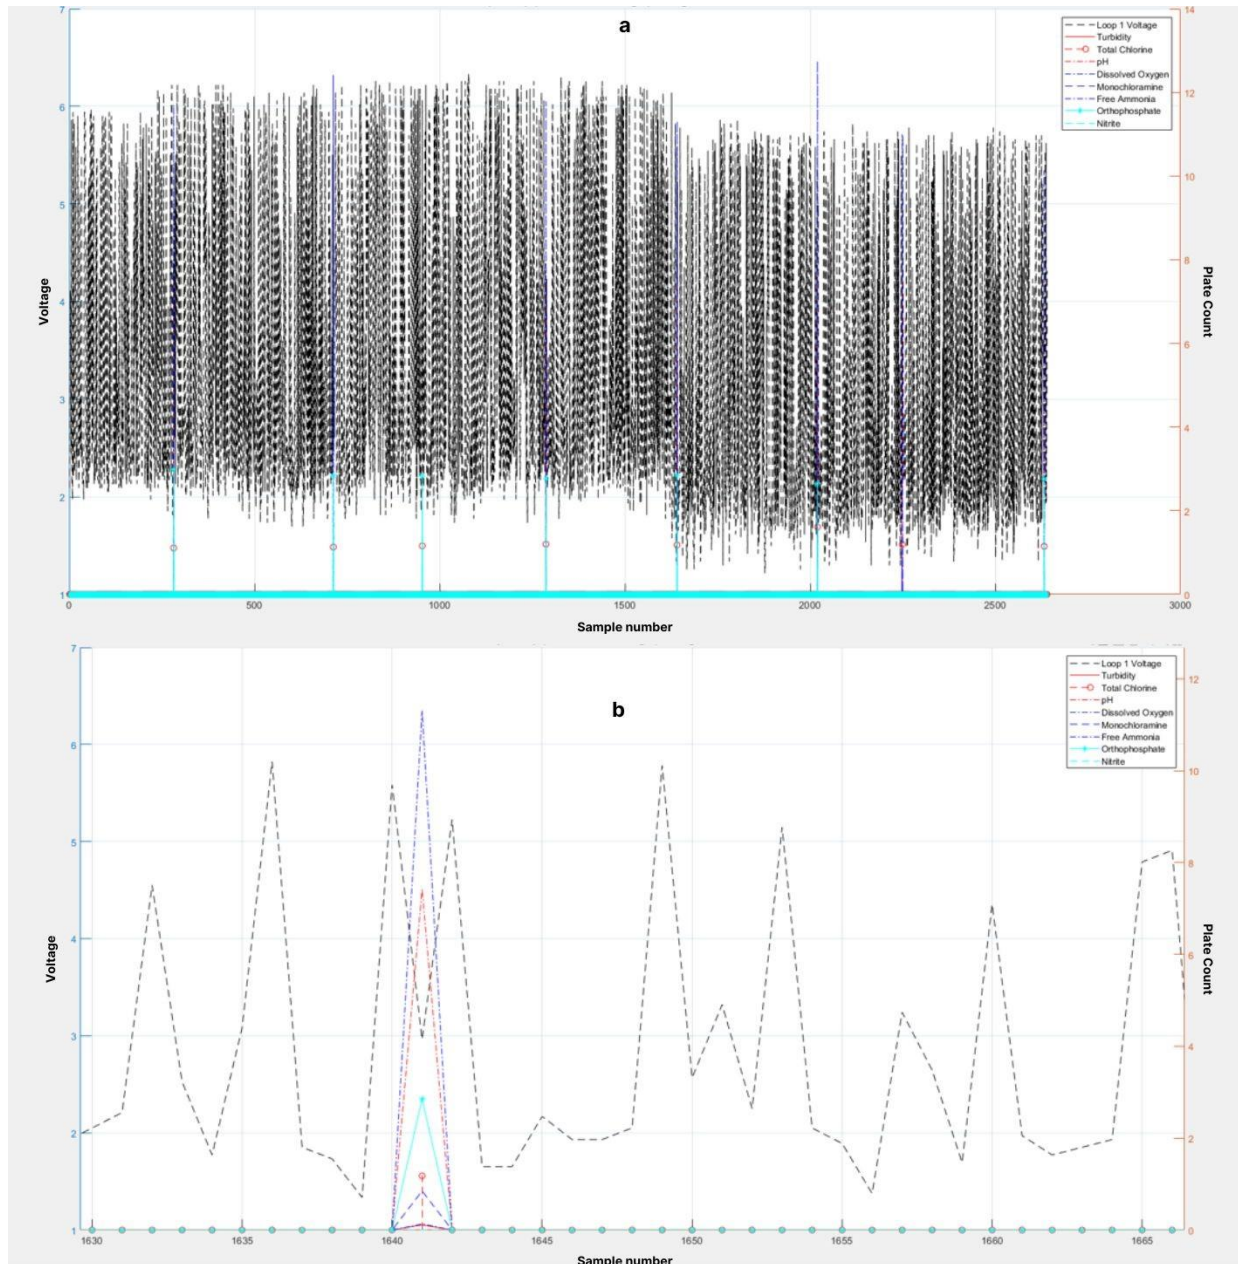 a
7
6
5
4
3
2
1
14
12
10
8
6
4
2
0
Voltage
Plate Count
Loop 1 Voltage
Turbidity
Total Chlorine
pH
Dissolved Oxygen
Monochloramine
Free Ammonia
Orthophosphate
Nitrite
0 500 1000 1500 2000 2500 3000
Sample number
b
7
6
5
4
3
2
1
12
10
8
6
4
2
0
Voltage
Plate Count
Loop 1 Voltage
Turbidity
Total Chlorine
pH
Dissolved Oxygen
Monochloramine
Free Ammonia
Orthophosphate
Nitrite
1630 1635 1640 1645 1650 1655 1660 1665
Sample number